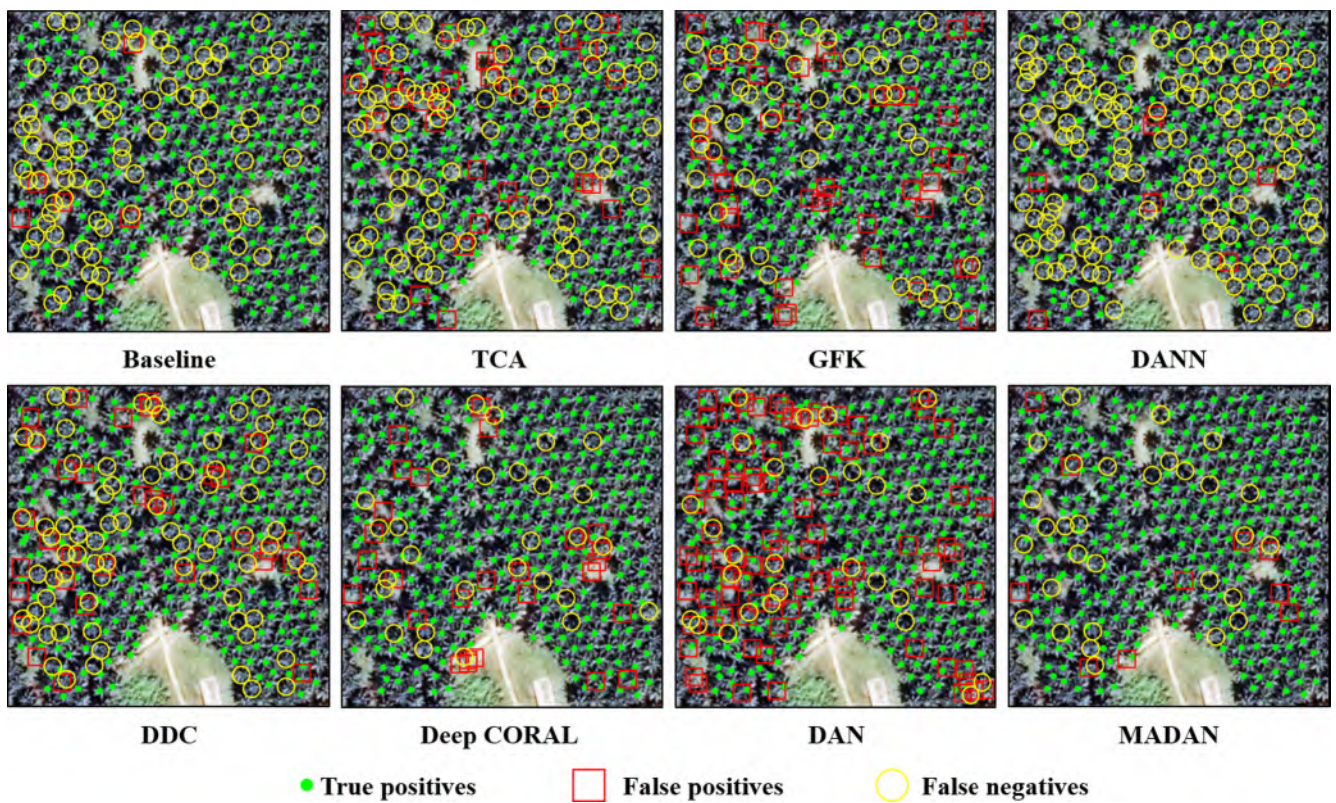 Baseline TCA GFK DANN
DDC Deep CORAL DAN MADAN
True positives False positives False negatives